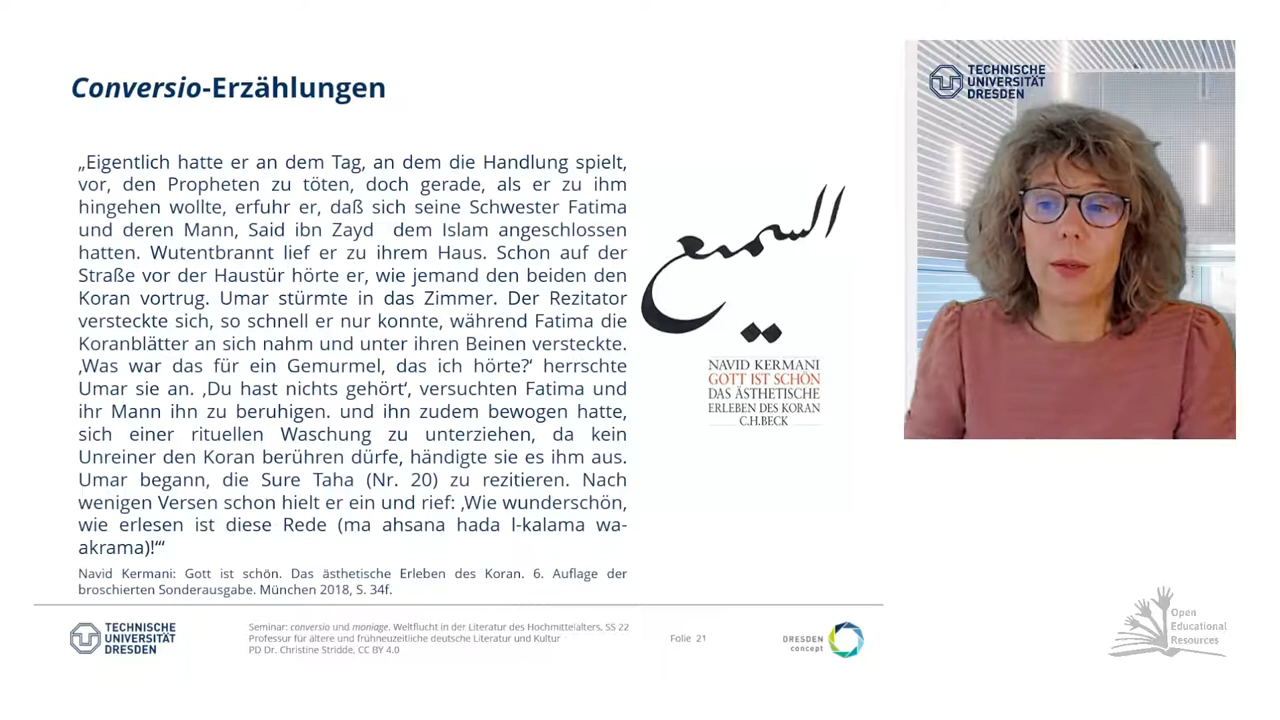 Conversio-Erzählungen
„Eigentlich hatte er an dem Tag, an dem die Handlung spielt,
vor, den Propheten zu töten, doch gerade, als er zu ihm
hingehen wollte, erfuhr er, daß sich seine Schwester Fatima
und deren Mann, Said ibn Zayd dem Islam angeschlossen
hatten. Wutentbrannt lief er zu ihrem Haus. Schon auf der
Straße vor der Haustür hörte er, wie jemand den beiden den
Koran vortrug. Umar stürmte in das Zimmer. Der Rezitator
versteckte sich, so schnell er nur konnte, während Fatima die
Koranblätter an sich nahm und unter ihren Beinen versteckte.
‚Was war das für ein Gemurmel, das ich hörte?‘ herrschte
Umar sie an. ‚Du hast nichts gehört‘, versuchten Fatima und
ihr Mann ihn zu beruhigen. und ihn zudem bewogen hatte,
sich einer rituellen Waschung zu unterziehen, da kein
Unreiner den Koran berühren dürfe, händigte sie es ihm aus.
Umar begann, die Sure Taha (Nr. 20) zu rezitieren. Nach
wenigen Versen schon hielt er ein und rief: ‚Wie wunderschön,
wie erlesen ist diese Rede (ma ahsana hada l-kalama wa-
akrama)!‘“
Navid Kermani: Gott ist schön. Das ästhetische Erleben des Koran. 6. Auflage der
broschierten Sonderausgabe. München 2018, S. 34f.
السميع
NAVID KERMANI
GOTT IST SCHÖN
DAS ÄSTHETISCHE
ERLEBEN DES KORAN
C.H.BECK
TECHNISCHE
UNIVERSITÄT
DRESDEN
TECHNISCHE
UNIVERSITÄT
DRESDEN
Seminar: conversio und moniage. Weltflucht in der Literatur des Hochmittelalters, SS 22
Professur für ältere und frühneuzeitliche deutsche Literatur und Kultur
PD Dr. Christine Stridde, CC BY 4.0
Folie 21
DRESDEN
concept
Open
Educational
Resources